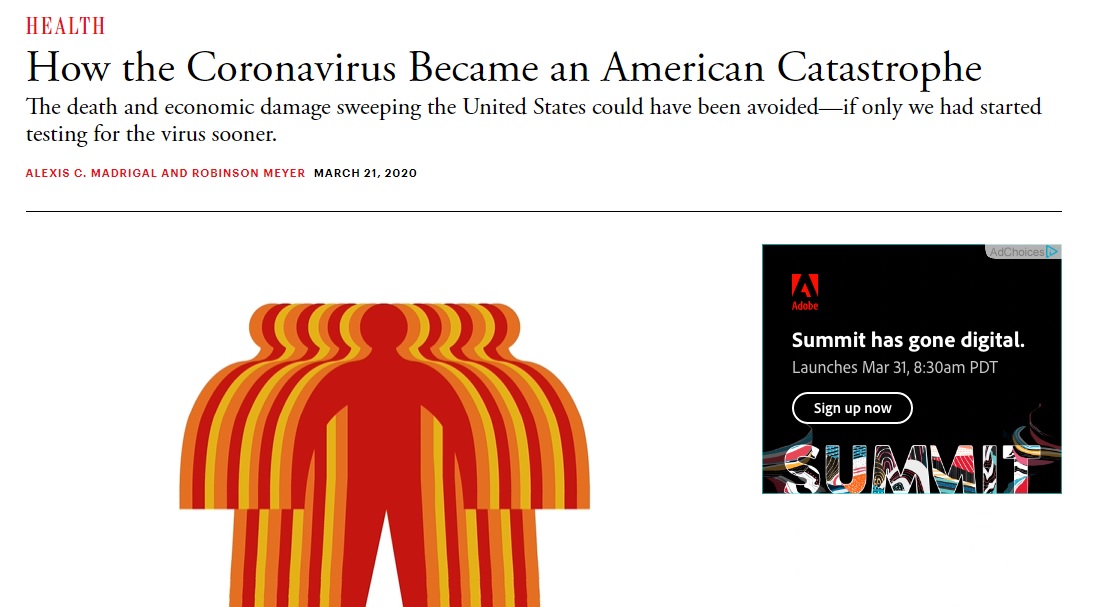 HEALTH
How the Coronavirus Became an American Catastrophe
The death and economic damage sweeping the United States could have been avoided—if only we had started
testing for the virus sooner.
ALEXIS C. MADRIGAL AND ROBINSON MEYER MARCH 21, 2020
AdChoices
Adobe
Summit has gone digital.
Launches Mar 31, 8:30am PDT
Sign up now
SUMMIT